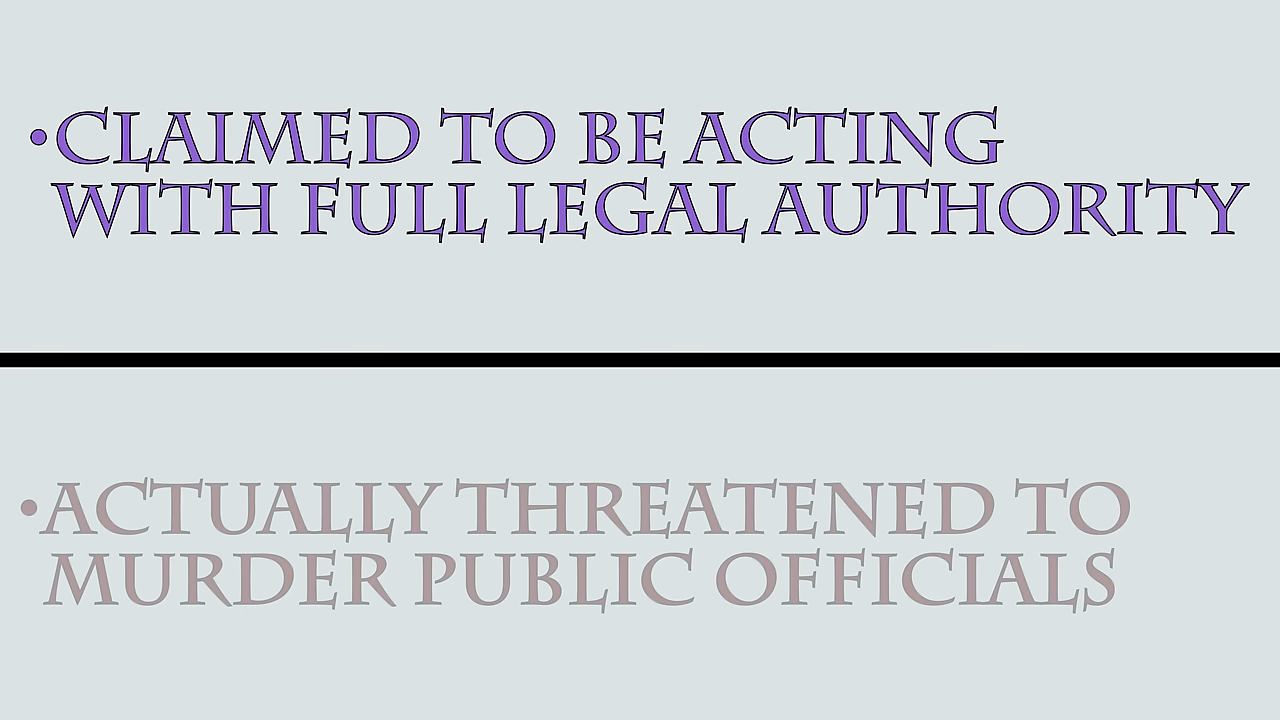 •CLAIMED TO BE ACTING
WITH FULL LEGAL AUTHORITY
•ACTUALLY THREATENED TO
MURDER PUBLIC OFFICIALS